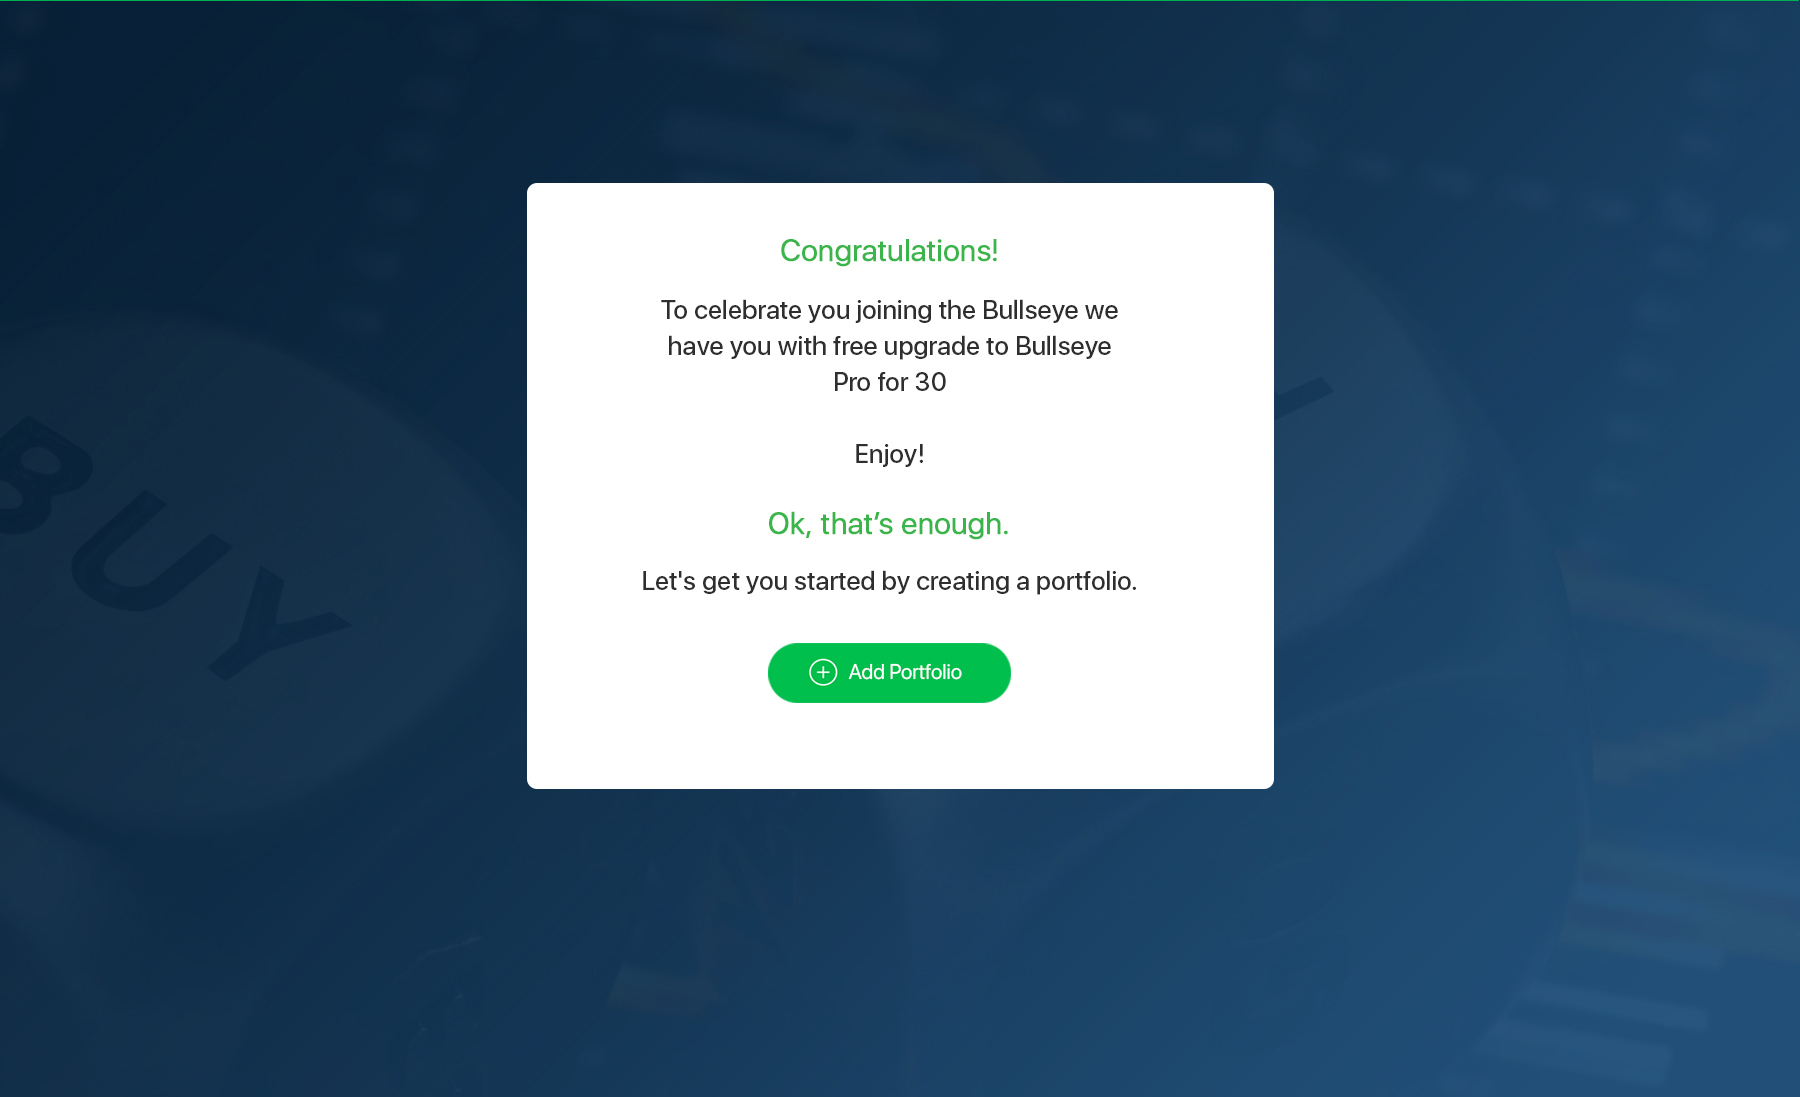 Congratulations!
To celebrate you joining the Bullseye we
have you with free upgrade to Bullseye
Pro for 30
Enjoy!
BUY
Ok, that’s enough.
Let's get you started by creating a portfolio.
Add Portfolio